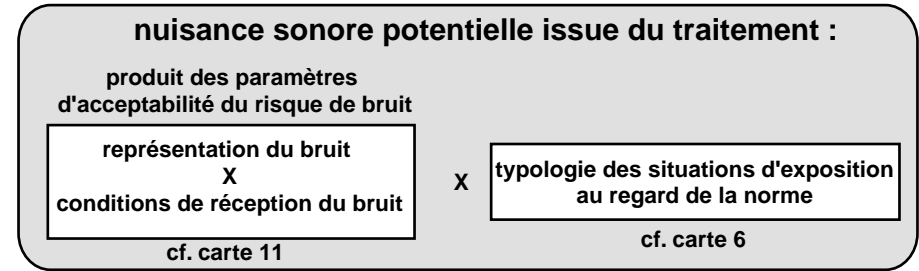 nuisance sonore potentielle issue du traitement :
produit des paramètres
d'acceptabilité du risque de bruit
représentation du bruit
X
conditions de réception du bruit
cf. carte 11
X
typologie des situations d'exposition
au regard de la norme
cf. carte 6